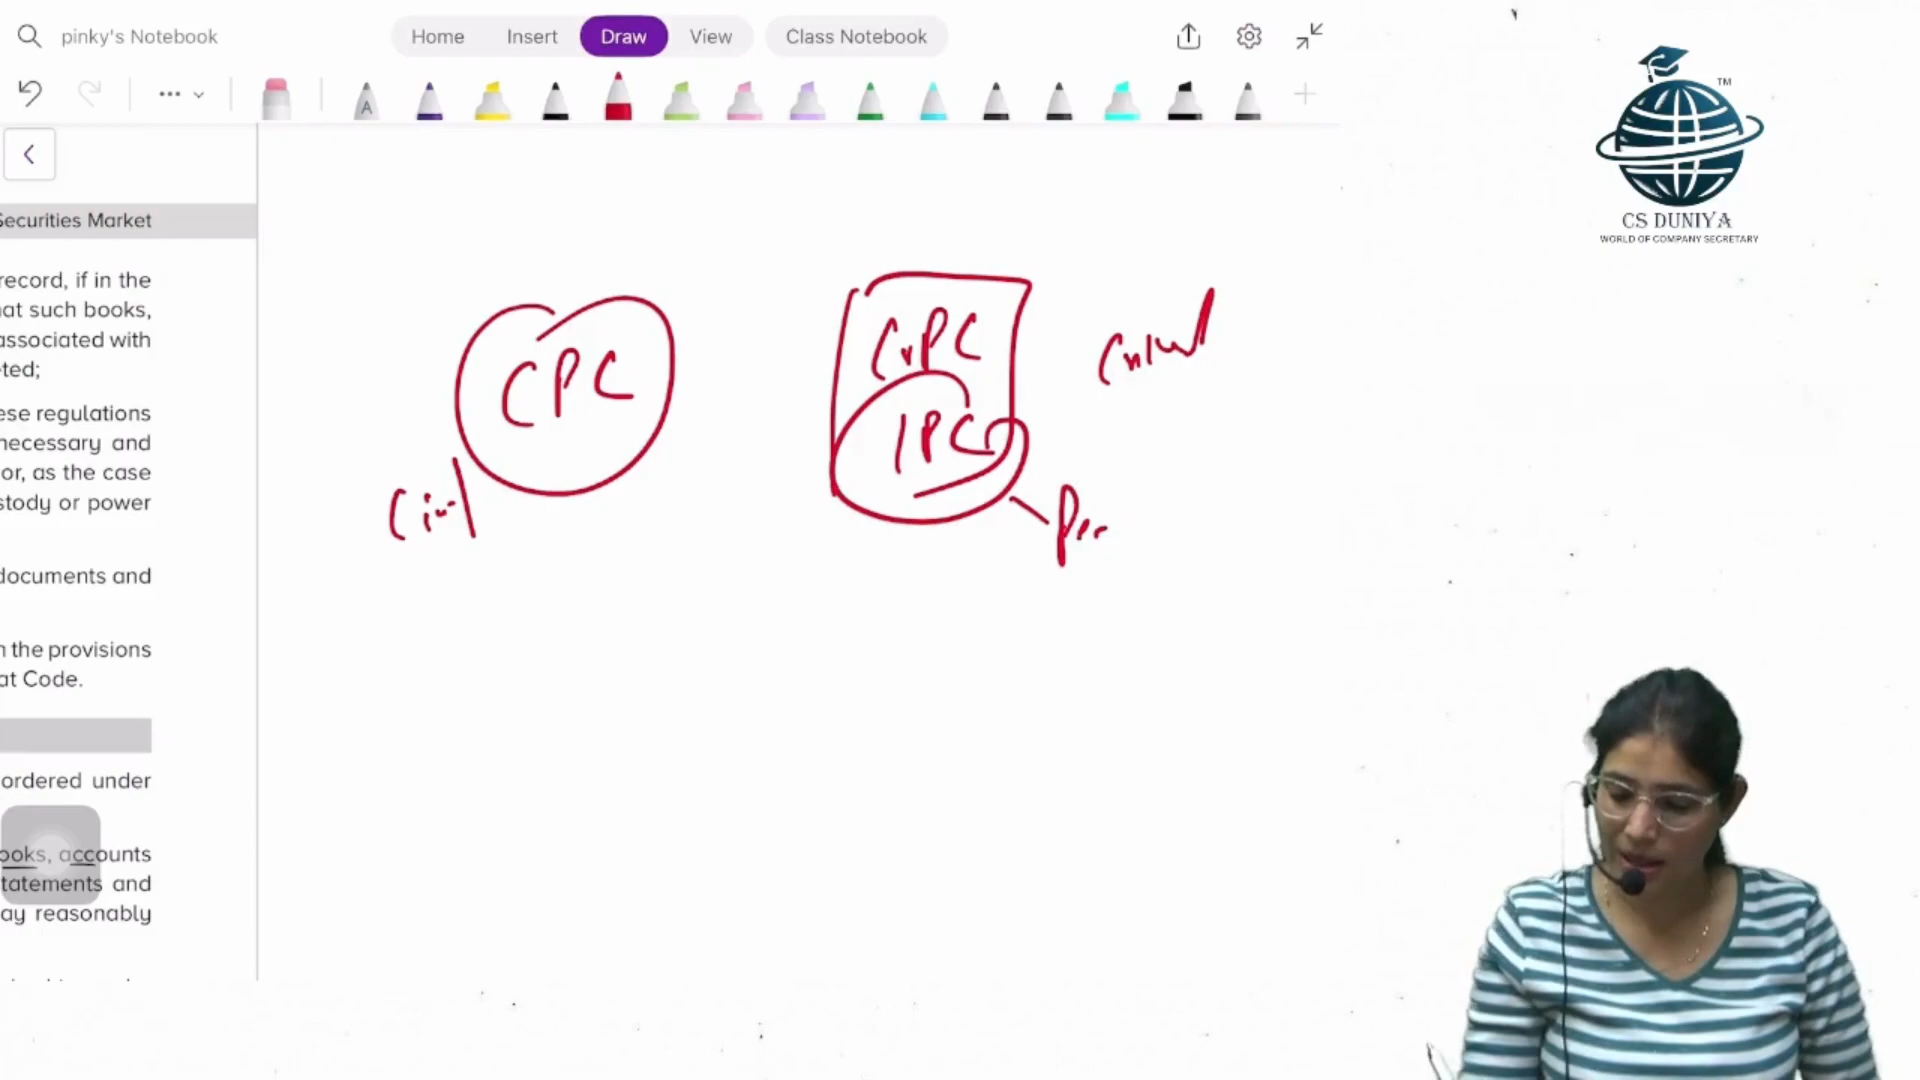 pinky's Notebook
Home
Insert
Draw
View
Class Notebook
A
TM
CS DUNIYA
WORLD OF COMPANY SECRETARY
Securities Market
record, if in the
at such books,
associated with
ted;
ese regulations
necessary and
or, as the case
stody or power
documents and
n the provisions
at Code.
ordered under
ooks, accounts
tatements and
ay reasonably
CPC
CrPC
IPC